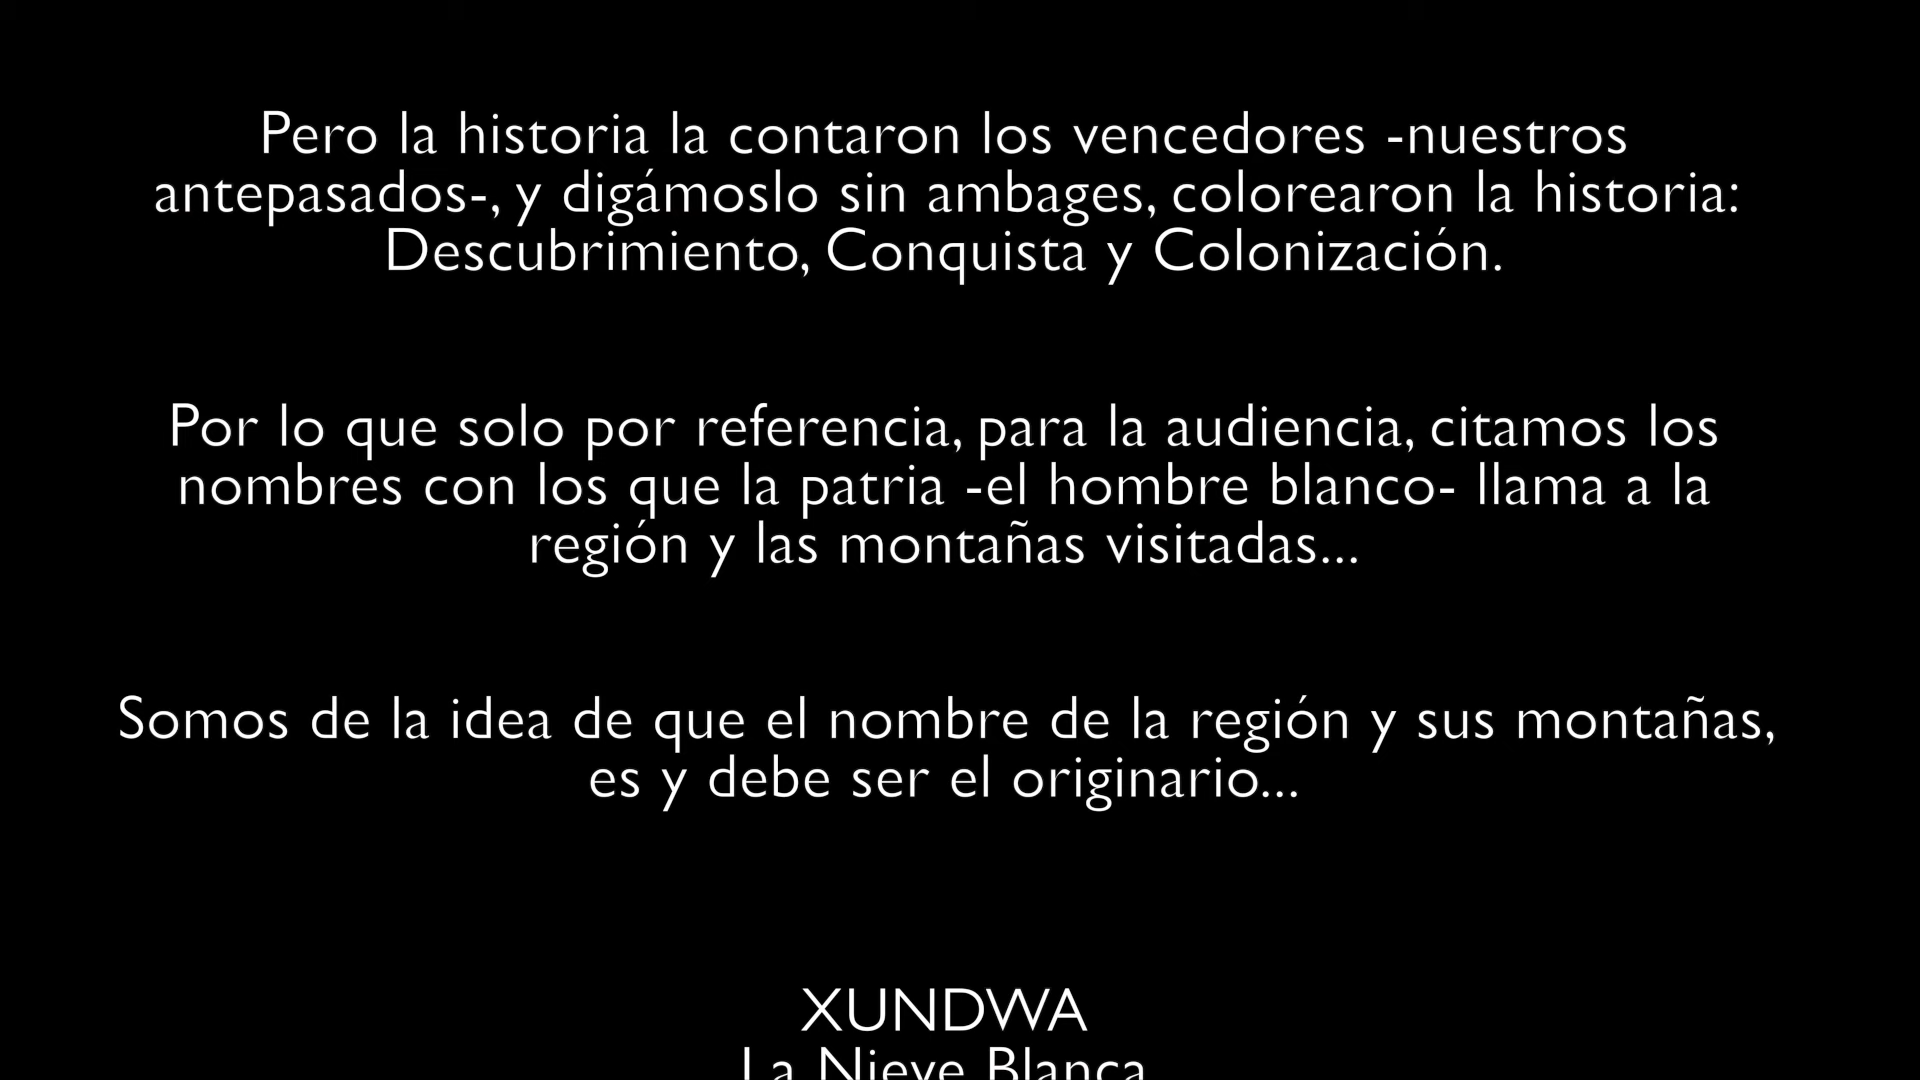 Pero la historia la contaron los vencedores -nuestros
antepasados-, y digámoslo sin ambages, colorearon la historia:
Descubrimiento, Conquista y Colonización.
Por lo que solo por referencia, para la audiencia, citamos los
nombres con los que la patria -el hombre blanco- llama a la
región y las montañas visitadas...
Somos de la idea de que el nombre de la región y sus montañas,
es y debe ser el originario...
XUNDWA
La Nieve Blanca